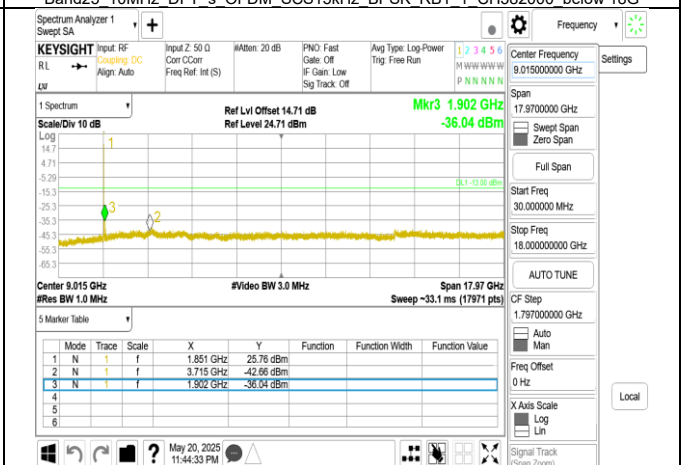 Band25_10MHz_DFT_s_OFDM_SCS15kHz_BPSK_RB1_1_CH382000_below 18G
Spectrum Analyzer 1
Swept SA
+
Frequency
KEYSIGHT
RL
LXI
Input: RF
Coupling: DC
Align: Auto
Input Z: 50 Ω
Corr CCorr
Freq Ref: Int (S)
#Atten: 20 dB
PNO: Fast
Gate: Off
IF Gain: Low
Sig Track: Off
Avg Type: Log-Power
Trig: Free Run
1 2 3 4 5 6
M W W W W W
P N N N N N
Center Frequency
9.015000000 GHz
Settings
Span
17.9700000 GHz
Swept Span
Zero Span
Full Span
Start Freq
30.000000 MHz
Stop Freq
18.000000000 GHz
AUTO TUNE
CF Step
1.797000000 GHz
Auto
Man
Freq Offset
0 Hz
X Axis Scale
Log
Lin
Local
Signal Track
(Span Zoom)
1 Spectrum
Scale/Div 10 dB
Ref Lvl Offset 14.71 dB
Ref Level 24.71 dBm
Mkr3 1.902 GHz
-36.04 dBm
Log
14.7
4.71
-5.29
-15.3
-25.3
-35.3
-45.3
-55.3
-65.3
1
2
3
DL1 -13.00 dBm
Center 9.015 GHz
#Res BW 1.0 MHz
#Video BW 3.0 MHz
Span 17.97 GHz
Sweep ~33.1 ms (17971 pts)
5 Marker Table
Mode Trace Scale X Y Function Function Width Function Value
1 N 1 f 1.851 GHz 25.76 dBm
2 N 1 f 3.715 GHz -42.66 dBm
3 N 1 f 1.902 GHz -36.04 dBm
4
5
6
?
May 20, 2025
11:44:33 PM